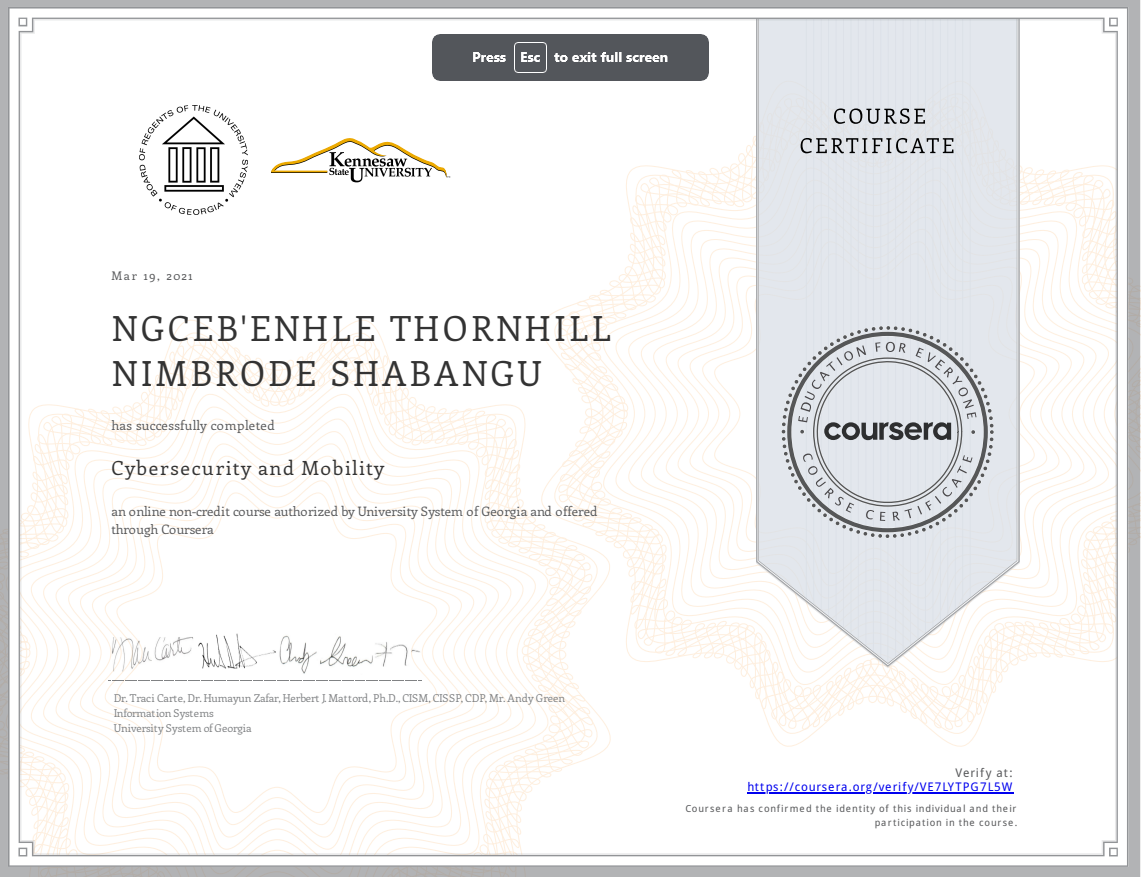 Press Esc to exit full screen
BOARD OF REGENTS OF THE UNIVERSITY SYSTEM
• OF GEORGIA •
Kennesaw
State UNIVERSITY
COURSE
CERTIFICATE
Mar 19, 2021
NGCEB'ENHLE THORNHILL
NIMBRODE SHABANGU
has successfully completed
Cybersecurity and Mobility
an online non-credit course authorized by University System of Georgia and offered
through Coursera
EDUCATION FOR EVERYONE
coursera
COURSE CERTIFICATE
Dr. Traci Carte, Dr. Humayun Zafar, Herbert J. Mattord, Ph.D., CISM, CISSP, CDP, Mr. Andy Green
Information Systems
University System of Georgia
Verify at:
https://coursera.org/verify/VE7LYTPG7L5W
Coursera has confirmed the identity of this individual and their
participation in the course.